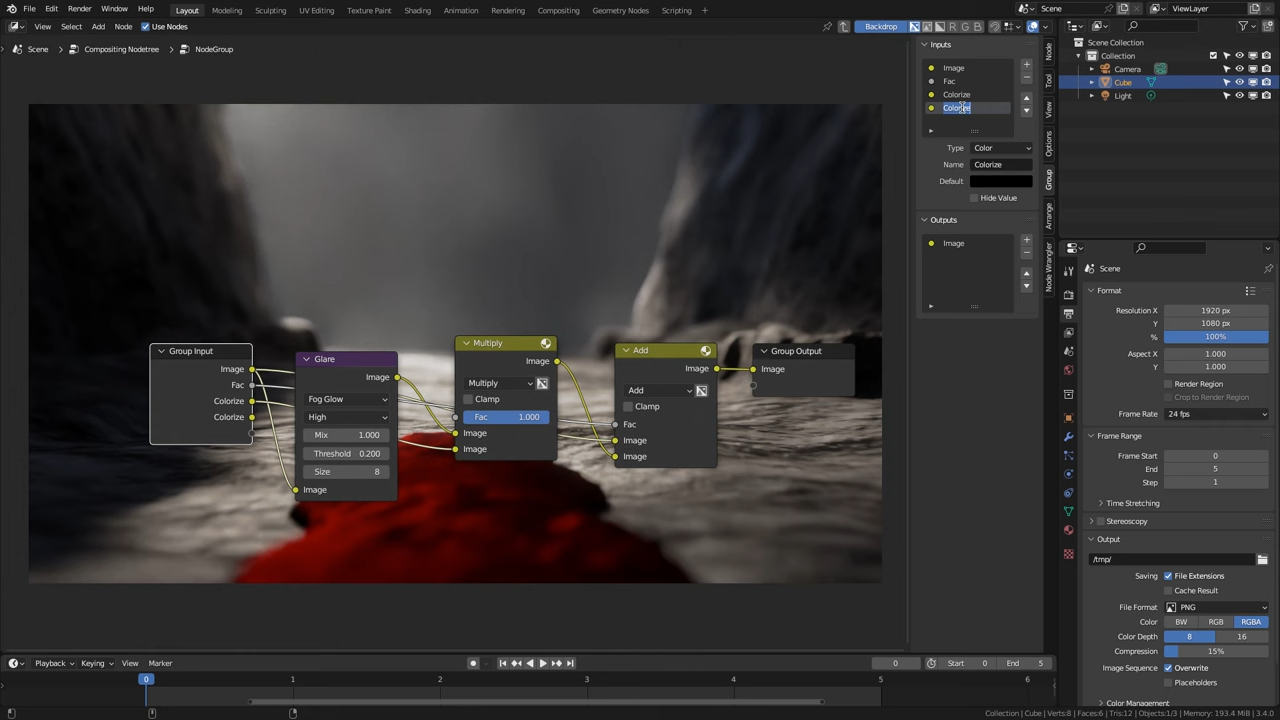 File Edit Render Window Help Layout Modeling Sculpting UV Editing Texture Paint Shading Animation Rendering Compositing Geometry Nodes Scripting + Scene ViewLayer
View Select Add Node Use Nodes Backdrop R G B
Scene Compositing Nodetree NodeGroup
Inputs
Image
Fac
Colorize
Colorize
Type Color
Name Colorize
Default
Hide Value
Outputs
Image
Node
Tool
View
Options
Group
Arrange
Node Wrangler
Group Input
Image
Fac
Colorize
Colorize
Glare
Image
Fog Glow
High
Mix 1.000
Threshold 0.200
Size 8
Image
Multiply
Image
Multiply
Clamp
Fac 1.000
Image
Image
Add
Image
Add
Clamp
Fac
Image
Image
Group Output
Image
Scene Collection
Collection
Camera
Cube
Light
Scene
Format
Resolution X 1920 px
Y 1080 px
% 100%
Aspect X 1.000
Y 1.000
Render Region
Crop to Render Region
Frame Rate 24 fps
Frame Range
Frame Start 0
End 5
Step 1
Time Stretching
Stereoscopy
Output
/tmp/
Saving File Extensions
Cache Result
File Format PNG
Color BW RGB RGBA
Color Depth 8 16
Compression 15%
Image Sequence Overwrite
Placeholders
Color Management
Playback Keying View Marker 0 Start 0 End 5
0 1 2 3 4 5 6
Collection | Cube | Verts:8 | Faces:6 | Tris:12 | Objects:1/3 | Memory: 193.4 MiB | 3.4.0